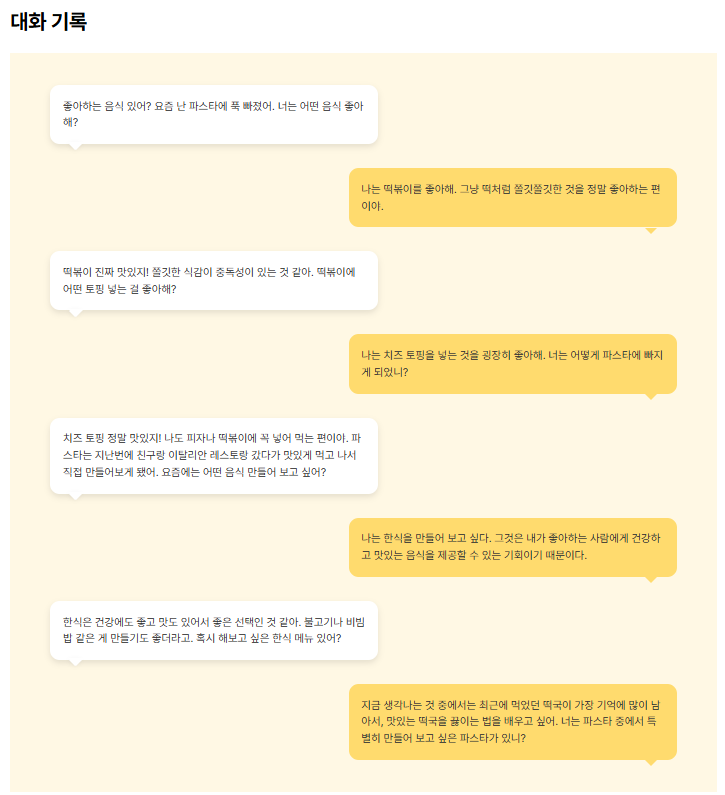 대화 기록
좋아하는 음식 있어? 요즘 난 파스타에 푹 빠졌어. 너는 어떤 음식 좋아
해?
나는 떡볶이를 좋아해. 그냥 떡처럼 쫄깃쫄깃한 것을 정말 좋아하는 편
이야.
떡볶이 진짜 맛있지! 쫄깃한 식감이 중독성이 있는 것 같아. 떡볶이에
어떤 토핑 넣는 걸 좋아해?
나는 치즈 토핑을 넣는 것을 굉장히 좋아해. 너는 어떻게 파스타에 빠지
게 되었니?
치즈 토핑 정말 맛있지! 나도 피자나 떡볶이에 꼭 넣어 먹는 편이야. 파
스타는 지난번에 친구랑 이탈리안 레스토랑 갔다가 맛있게 먹고 나서
직접 만들어보게 됐어. 요즘에는 어떤 음식 만들어 보고 싶어?
나는 한식을 만들어 보고 싶다. 그것은 내가 좋아하는 사람에게 건강하
고 맛있는 음식을 제공할 수 있는 기회이기 때문이다.
한식은 건강에도 좋고 맛도 있어서 좋은 선택인 것 같아. 불고기나 비빔
밥 같은 게 만들기도 좋더라고. 혹시 해보고 싶은 한식 메뉴 있어?
지금 생각나는 것 중에서는 최근에 먹었던 떡국이 가장 기억에 많이 남
아서, 맛있는 떡국을 끓이는 법을 배우고 싶어. 너는 파스타 중에서 특
별히 만들어 보고 싶은 파스타가 있니?